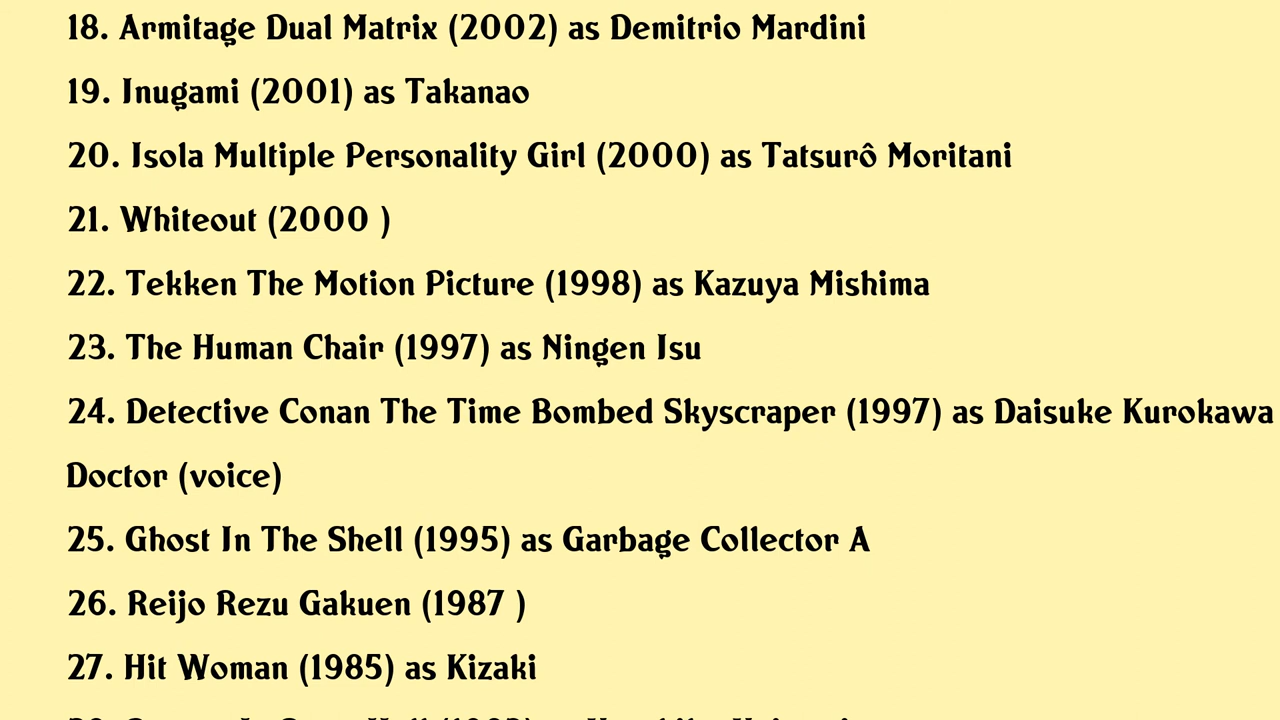 18. Armitage Dual Matrix (2002) as Demitrio Mardini
19. Inugami (2001) as Takanao
20. Isola Multiple Personality Girl (2000) as Tatsurô Moritani
21. Whiteout (2000 )
22. Tekken The Motion Picture (1998) as Kazuya Mishima
23. The Human Chair (1997) as Ningen Isu
24. Detective Conan The Time Bombed Skyscraper (1997) as Daisuke Kurokawa
Doctor (voice)
25. Ghost In The Shell (1995) as Garbage Collector A
26. Reijo Rezu Gakuen (1987 )
27. Hit Woman (1985) as Kizaki